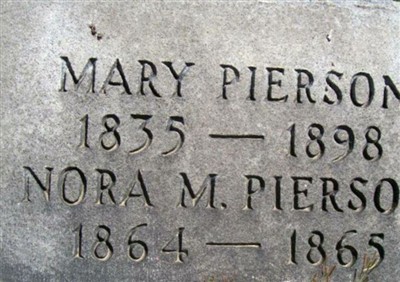 MARY PIERSON
1835 — 1898
NORA M. PIERSO
1864 — 1865